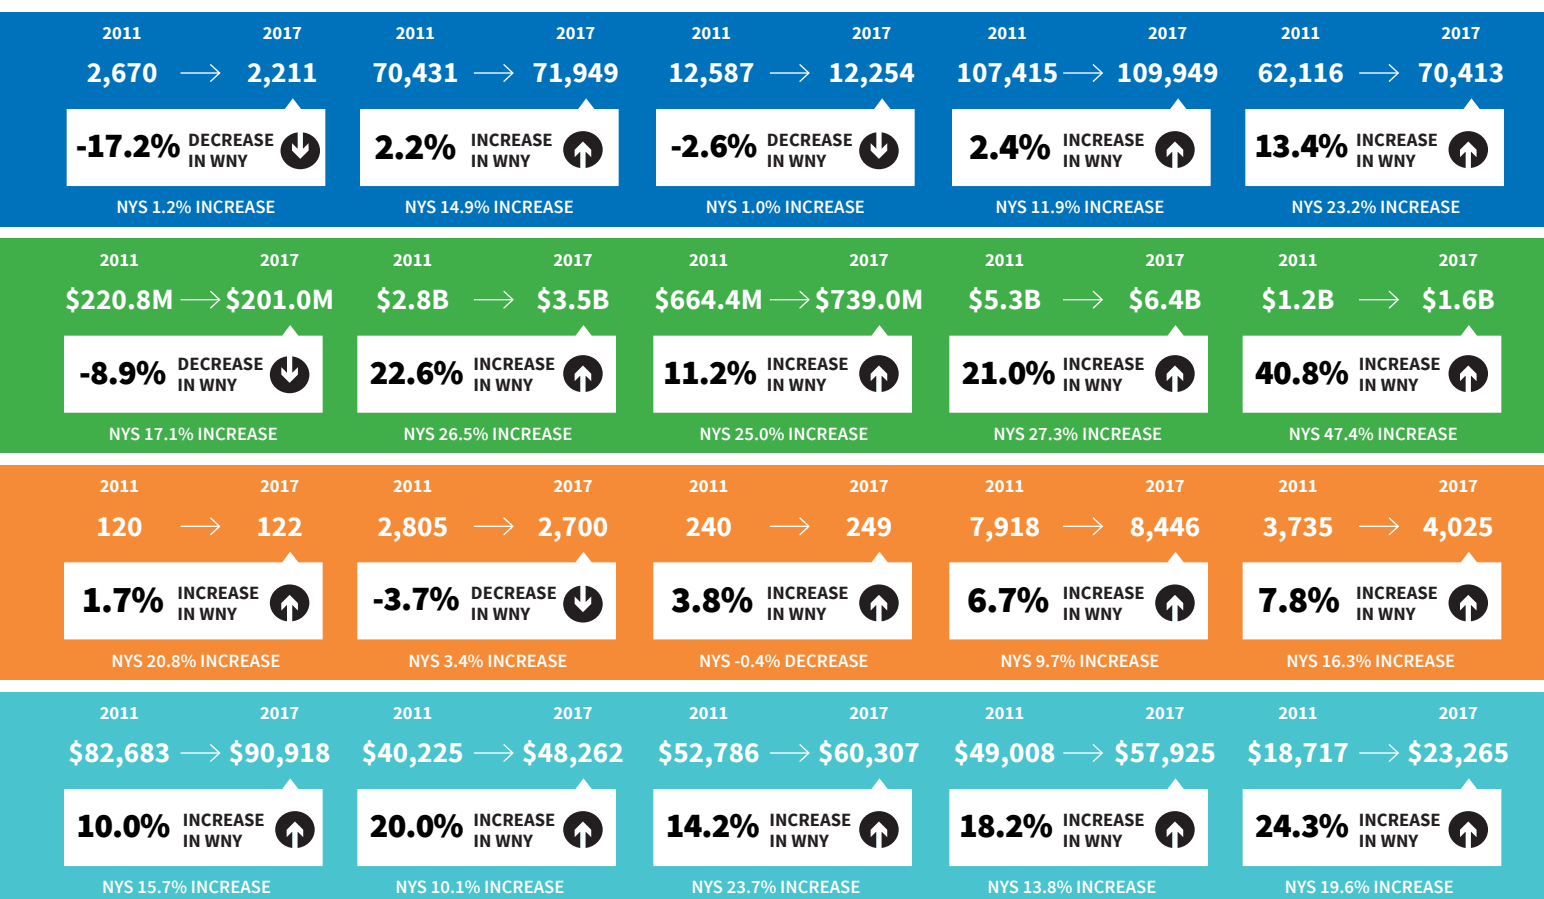 2011 2017 2011 2017 2011 2017 2011 2017 2011 2017
2,670 → 2,211 70,431 → 71,949 12,587 → 12,254 107,415 → 109,949 62,116 → 70,413
-17.2% DECREASE IN WNY 2.2% INCREASE IN WNY -2.6% DECREASE IN WNY 2.4% INCREASE IN WNY 13.4% INCREASE IN WNY
NYS 1.2% INCREASE NYS 14.9% INCREASE NYS 1.0% INCREASE NYS 11.9% INCREASE NYS 23.2% INCREASE
2011 2017 2011 2017 2011 2017 2011 2017 2011 2017
$220.8M → $201.0M $2.8B → $3.5B $664.4M → $739.0M $5.3B → $6.4B $1.2B → $1.6B
-8.9% DECREASE IN WNY 22.6% INCREASE IN WNY 11.2% INCREASE IN WNY 21.0% INCREASE IN WNY 40.8% INCREASE IN WNY
NYS 17.1% INCREASE NYS 26.5% INCREASE NYS 25.0% INCREASE NYS 27.3% INCREASE NYS 47.4% INCREASE
2011 2017 2011 2017 2011 2017 2011 2017 2011 2017
120 → 122 2,805 → 2,700 240 → 249 7,918 → 8,446 3,735 → 4,025
1.7% INCREASE IN WNY -3.7% DECREASE IN WNY 3.8% INCREASE IN WNY 6.7% INCREASE IN WNY 7.8% INCREASE IN WNY
NYS 20.8% INCREASE NYS 3.4% INCREASE NYS -0.4% DECREASE NYS 9.7% INCREASE NYS 16.3% INCREASE
2011 2017 2011 2017 2011 2017 2011 2017 2011 2017
$82,683 → $90,918 $40,225 → $48,262 $52,786 → $60,307 $49,008 → $57,925 $18,717 → $23,265
10.0% INCREASE IN WNY 20.0% INCREASE IN WNY 14.2% INCREASE IN WNY 18.2% INCREASE IN WNY 24.3% INCREASE IN WNY
NYS 15.7% INCREASE NYS 10.1% INCREASE NYS 23.7% INCREASE NYS 13.8% INCREASE NYS 19.6% INCREASE